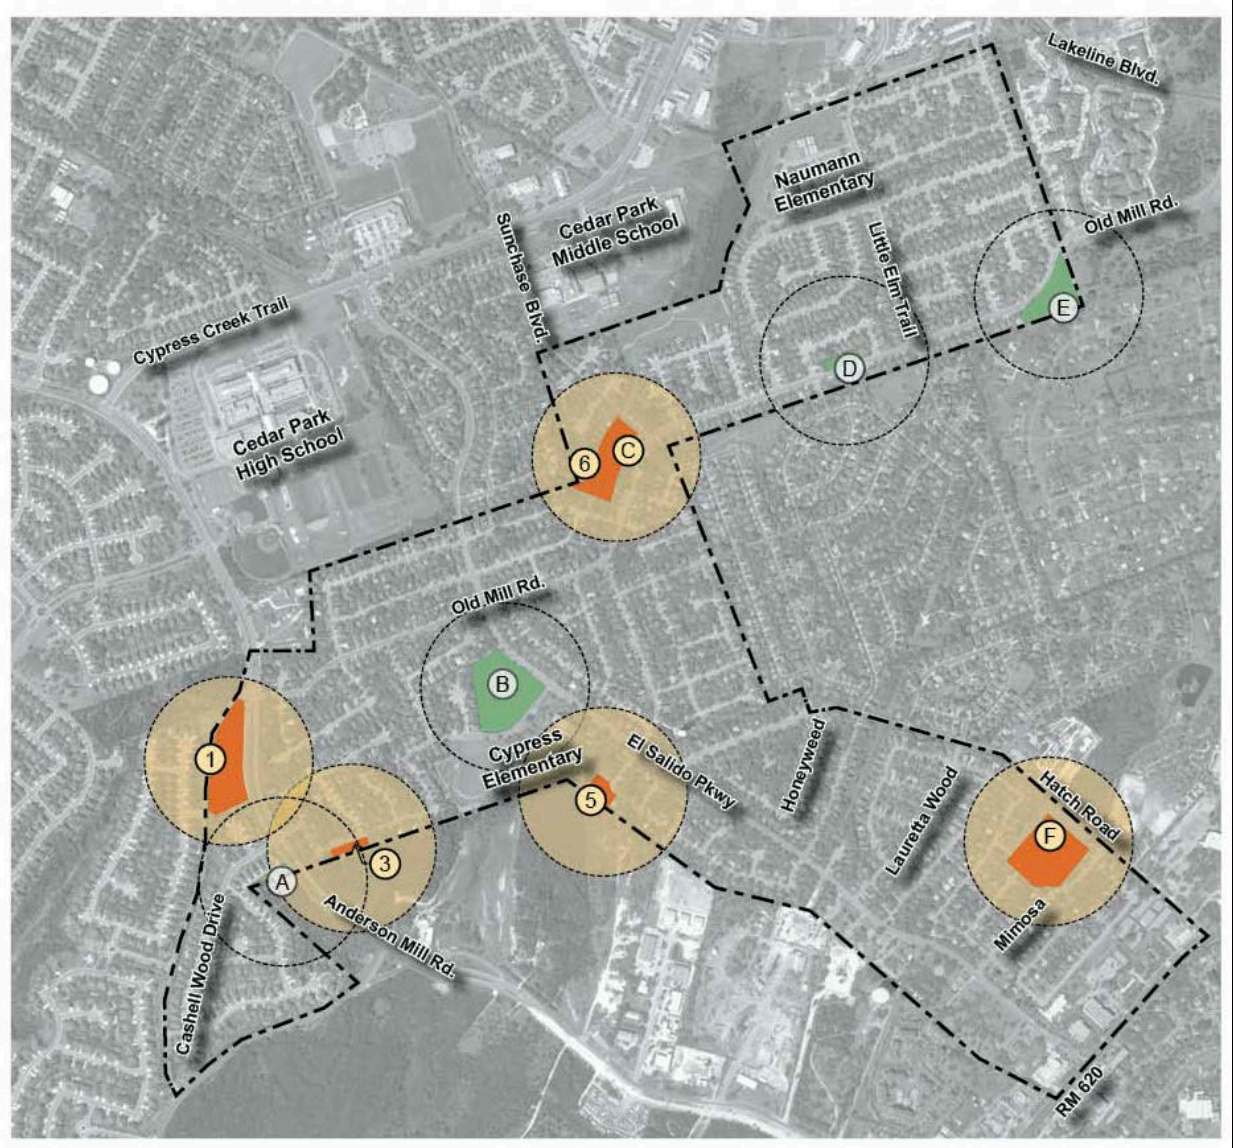 Lakeline Blvd.
Naumann
Elementary
Old Mill Rd.
Cedar Park
Middle School
Sunchase Blvd.
Little Elm Trail
Cypress Creek Trail
E
D
Cedar Park
High School
6
C
Old Mill Rd.
B
Cypress
Elementary
El Salido Pkwy
Honeyweed
1
5
Hatch Road
Lauretta Wood
F
3
A
Anderson Mill Rd.
Mimosa
Cashell Wood Drive
RM 620